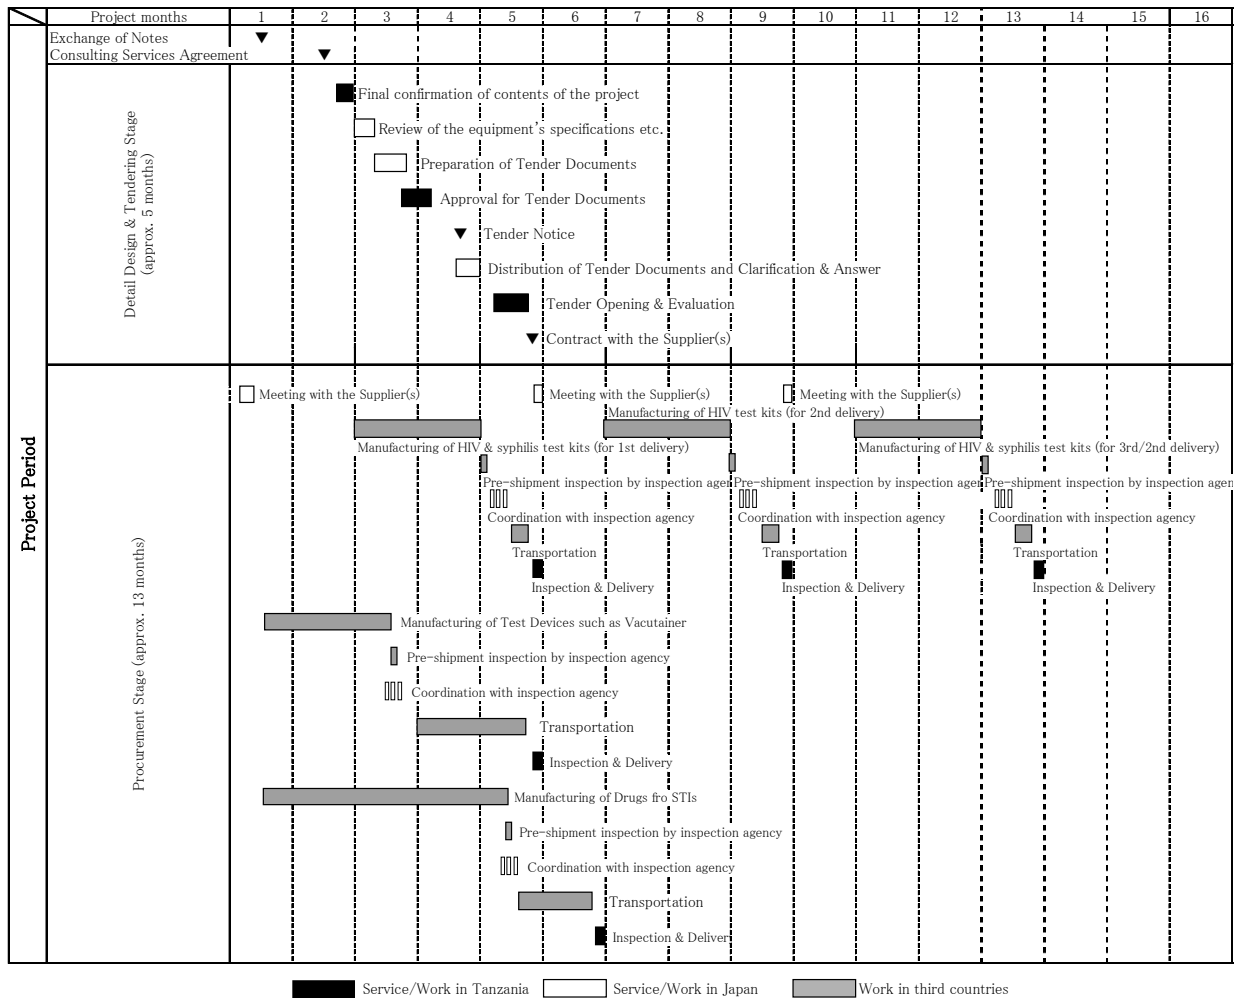 Project months 1 2 3 4 5 6 7 8 9 10 11 12 13 14 15 16
Exchange of Notes
Consulting Services Agreement
Project Period
Detail Design & Tendering Stage
(approx. 5 months)
Final confirmation of contents of the project
Review of the equipment's specifications etc.
Preparation of Tender Documents
Approval for Tender Documents
Tender Notice
Distribution of Tender Documents and Clarification & Answer
Tender Opening & Evaluation
Contract with the Supplier(s)
Procurement Stage (approx. 13 months)
Meeting with the Supplier(s) Meeting with the Supplier(s) Meeting with the Supplier(s)
Manufacturing of HIV test kits (for 2nd delivery)
Manufacturing of HIV & syphilis test kits (for 1st delivery) Manufacturing of HIV & syphilis test kits (for 3rd/2nd delivery)
Pre-shipment inspection by inspection agen Pre-shipment inspection by inspection agen Pre-shipment inspection by inspection agen
Coordination with inspection agency Coordination with inspection agency Coordination with inspection agency
Transportation Transportation Transportation
Inspection & Delivery Inspection & Delivery Inspection & Delivery
Manufacturing of Test Devices such as Vacutainer
Pre-shipment inspection by inspection agency
Coordination with inspection agency
Transportation
Inspection & Delivery
Manufacturing of Drugs fro STIs
Pre-shipment inspection by inspection agency
Coordination with inspection agency
Transportation
Inspection & Deliver
Service/Work in Tanzania Service/Work in Japan Work in third countries